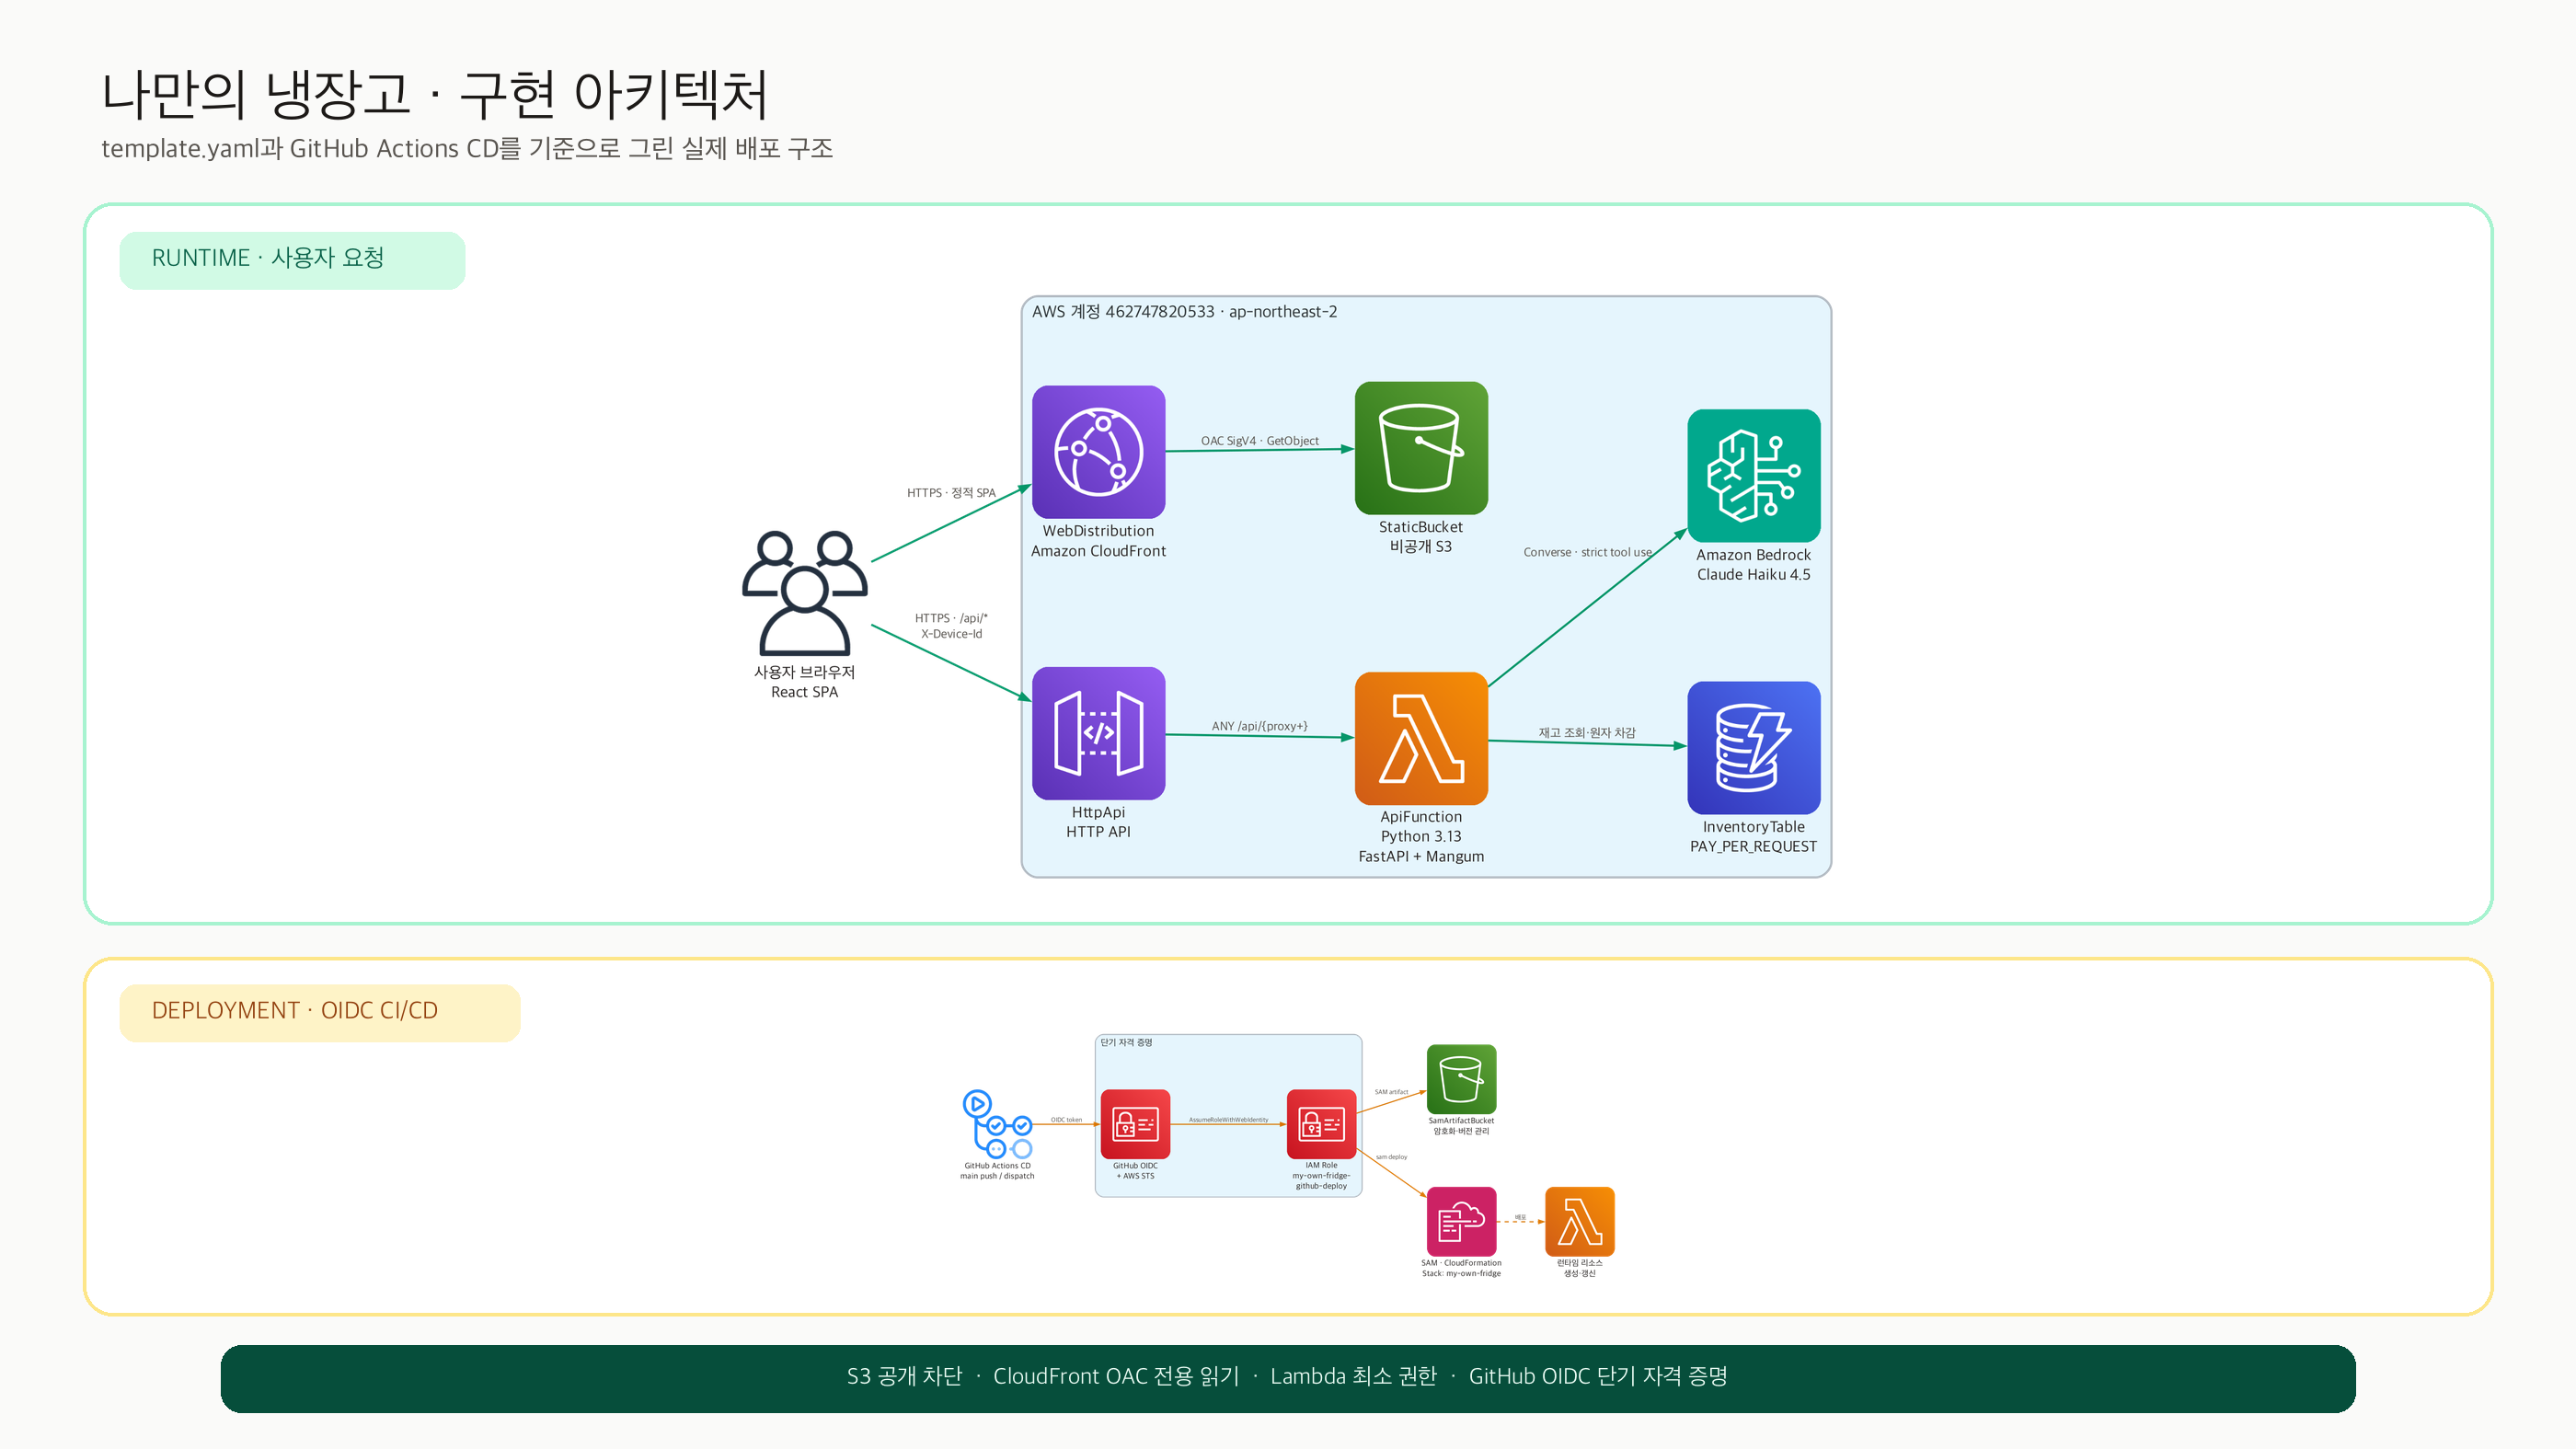 나만의 냉장고 · 구현 아키텍처
template.yaml과 GitHub Actions CD를 기준으로 그린 실제 배포 구조
RUNTIME · 사용자 요청
AWS 계정 462747820533 · ap-northeast-2
HTTPS · 정적 SPA
OAC SigV4 · GetObject
WebDistribution
Amazon CloudFront
StaticBucket
비공개 S3
Converse · strict tool use
Amazon Bedrock
Claude Haiku 4.5
HTTPS · /api/*
X-Device-Id
사용자 브라우저
React SPA
ANY /api/{proxy+}
재고 조회·원자 차감
HttpApi
HTTP API
ApiFunction
Python 3.13
FastAPI + Mangum
InventoryTable
PAY_PER_REQUEST
DEPLOYMENT · OIDC CI/CD
단기 자격 증명
OIDC token
AssumeRoleWithWebIdentity
SAM artifact
SamArtifactBucket
암호화·버전 관리
GitHub Actions CD
main push / dispatch
GitHub OIDC
+ AWS STS
IAM Role
my-own-fridge-
github-deploy
sam deploy
배포
SAM · CloudFormation
Stack: my-own-fridge
런타임 리소스
생성·갱신
S3 공개 차단 · CloudFront OAC 전용 읽기 · Lambda 최소 권한 · GitHub OIDC 단기 자격 증명